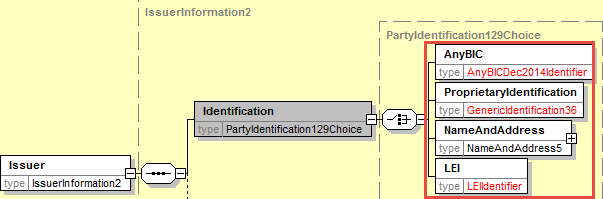 IssuerInformation2
PartyIdentification129Choice
AnyBIC
type AnyBICDec2014Identifier
ProprietaryIdentification
type GenericIdentification36
Identification
type PartyIdentification129Choice
NameAndAddress
type NameAndAddress5
LEI
type LEIIdentifier
Issuer
type IssuerInformation2